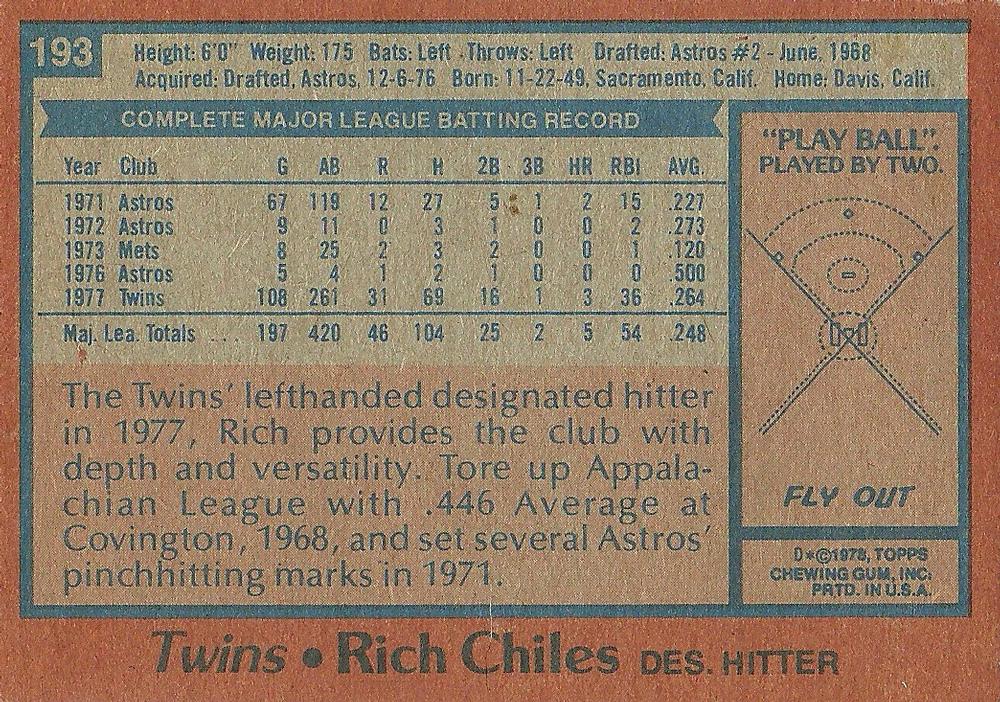 193
Height: 6'0" Weight: 175 Bats: Left Throws: Left Drafted: Astros #2 - June, 1968
Acquired: Drafted, Astros, 12-6-76 Born: 11-22-49, Sacramento, Calif. Home: Davis, Calif.
COMPLETE MAJOR LEAGUE BATTING RECORD
Year Club G AB R H 2B 3B HR RBI AVG.
1971 Astros 67 119 12 27 5 1 2 15 .227
1972 Astros 9 11 0 3 1 0 0 2 .273
1973 Mets 8 25 2 3 2 0 0 1 .120
1976 Astros 5 4 1 2 1 0 0 0 .500
1977 Twins 108 261 31 69 16 1 3 36 .264
Maj. Lea. Totals .... 197 420 46 104 25 2 5 54 .248
The Twins' lefthanded designated hitter
in 1977, Rich provides the club with
depth and versatility. Tore up Appala-
chian League with .446 Average at
Covington, 1968, and set several Astros'
pinchhitting marks in 1971.
"PLAY BALL".
PLAYED BY TWO.
FLY OUT
D*©1978, TOPPS
CHEWING GUM, INC.
PRTD. IN U.S.A.
Twins • Rich Chiles DES. HITTER